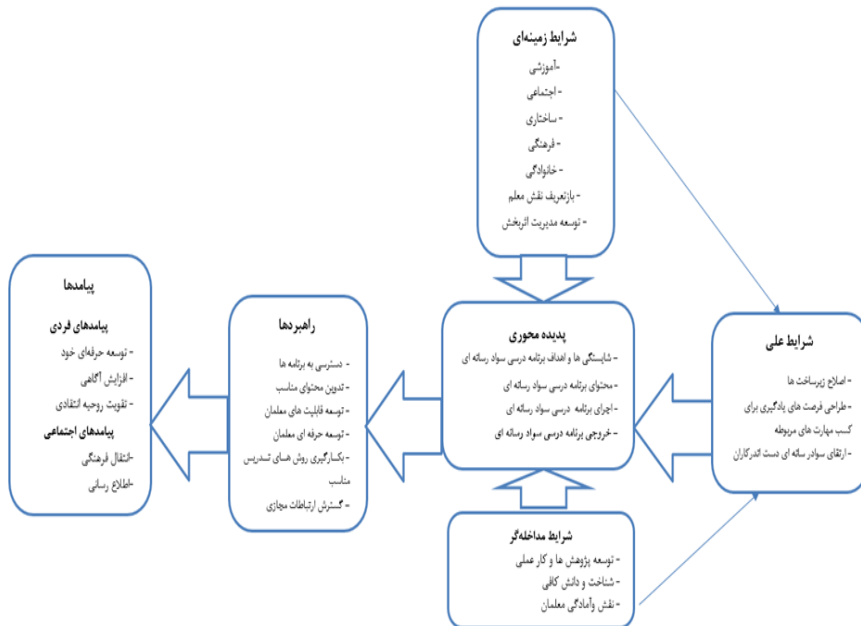 شرایط زمینه‌ای
-آموزشی
- اجتماعی
- ساختاری
- فرهنگی
- خانوادگی
- بازتعریف نقش معلم
- توسعه مدیریت اثربخش
شرایط علی
- اصلاح زیرساخت ها
-طراحی فرصت های یادگیری برای
کسب مهارت های مربوطه
-ارتقای سوادر سانه ای دست اندرکاران
پدیده محوری
- شایستگی ها و اهداف برنامه درسی سواد رسانه ای
-محتوای برنامه درسی سواد رسانه ای
- اجرای برنامه درسی سواد رسانه ای
- خروجی برنامه درسی سواد رسانه ای
شرایط مداخله‌گر
- توسعه پژوهش ها و کار عملی
- شناخت و دانش کافی
- نقش وآمادگی معلمان
راهبردها
- دسترسی به برنامه ها
- تدوین محتوای مناسب
- توسعه قابلیت های معلمان
- توسعه حرفه ای معلمان
- بکسارگیری روش هسای تسدریس
مناسب
- گسترش ارتباطات مجازی
پیامدها
پیامدهای فردی
- توسعه حرفه‌ای خود
- افزایش آگاهی
- تقویت روحیه انتقادی
پیامدهای اجتماعی
-انتقال فرهنگی
-اطلاع رسانی